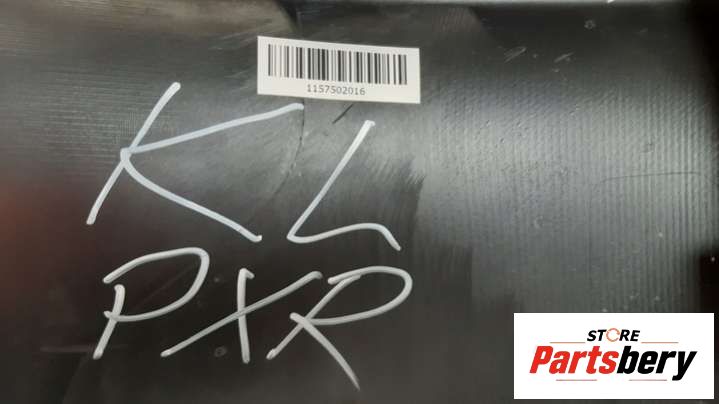 1157502016
KL
PXR
STORE
Partsbery